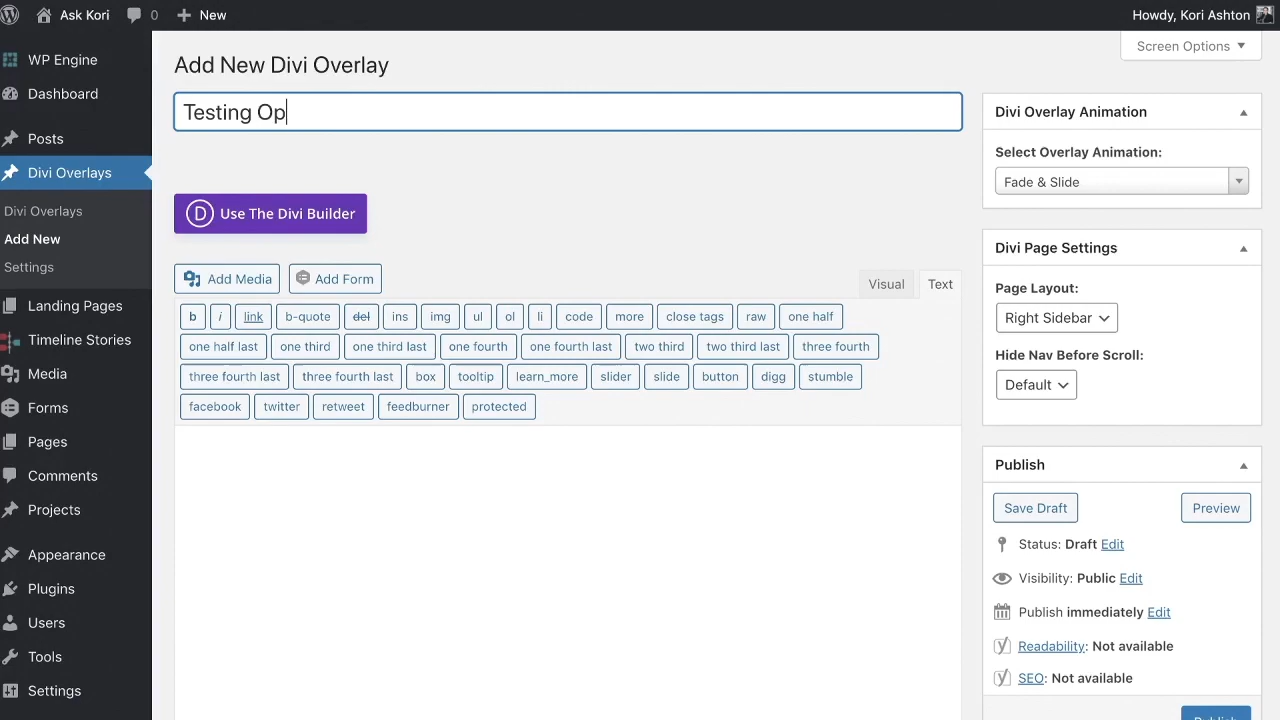 Ask Kori 0 New Howdy, Kori Ashton
Screen Options
WP Engine
Dashboard
Posts
Divi Overlays
Divi Overlays
Add New
Settings
Landing Pages
Timeline Stories
Media
Forms
Pages
Comments
Projects
Appearance
Plugins
Users
Tools
Settings
Add New Divi Overlay
Testing Op
D Use The Divi Builder
Add Media Add Form Visual Text
b i link b-quote del ins img ul ol li code more close tags raw one half
one half last one third one third last one fourth one fourth last two third two third last three fourth
three fourth last three fourth last box tooltip learn_more slider slide button digg stumble
facebook twitter retweet feedburner protected
Divi Overlay Animation
Select Overlay Animation:
Fade & Slide
Divi Page Settings
Page Layout:
Right Sidebar
Hide Nav Before Scroll:
Default
Publish
Save Draft Preview
Status: Draft Edit
Visibility: Public Edit
Publish immediately Edit
Readability: Not available
SEO: Not available
Publish